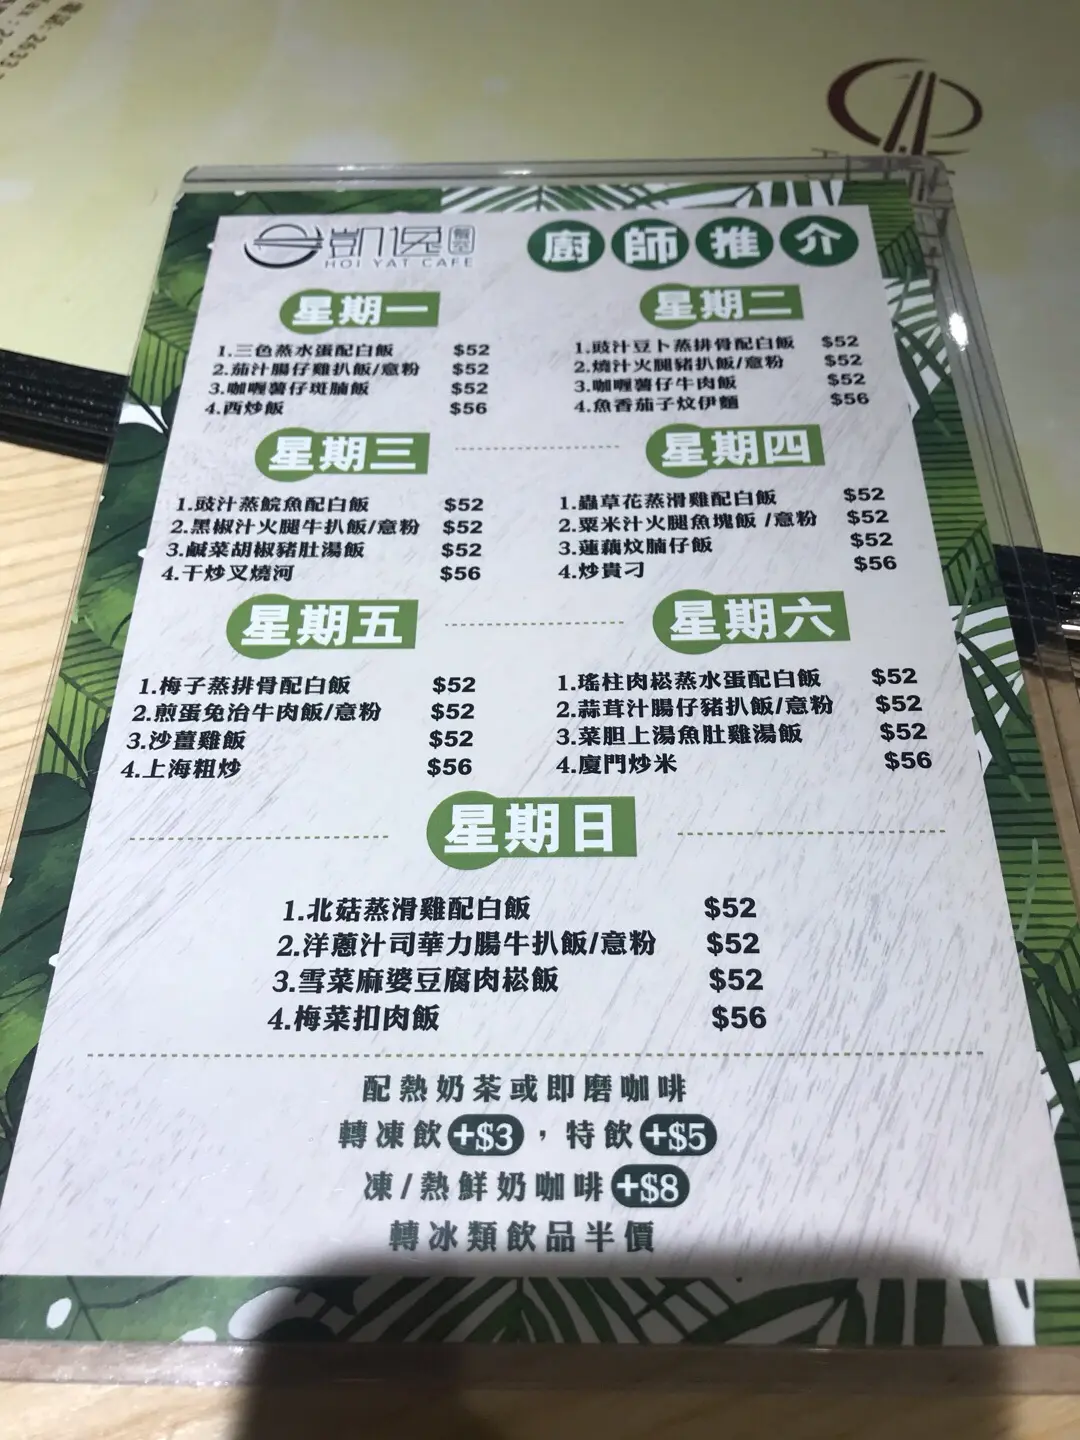 凱逸餐室
HOI YAT CAFE
廚師推介
星期一
1.三色蒸水蛋配白飯 $52
2.茄汁腸仔雞扒飯/意粉 $52
3.咖喱薯仔斑腩飯 $52
4.西炒飯 $56
星期二
1.豉汁豆卜蒸排骨配白飯 $52
2.燒汁火腿豬扒飯/意粉 $52
3.咖喱薯仔牛肉飯 $52
4.魚香茄子炆伊麵 $56
星期三
1.豉汁蒸鯇魚配白飯 $52
2.黑椒汁火腿牛扒飯/意粉 $52
3.鹹菜胡椒豬肚湯飯 $52
4.干炒叉燒河 $56
星期四
1.蟲草花蒸滑雞配白飯 $52
2.粟米汁火腿魚塊飯 /意粉 $52
3.蓮藕炆腩仔飯 $52
4.炒貴刁 $56
星期五
1.梅子蒸排骨配白飯 $52
2.煎蛋免治牛肉飯/意粉 $52
3.沙薑雞飯 $52
4.上海粗炒 $56
星期六
1.瑤柱肉崧蒸水蛋配白飯 $52
2.蒜茸汁腸仔豬扒飯/意粉 $52
3.菜胆上湯魚肚雞湯飯 $52
4.廈門炒米 $56
星期日
1.北菇蒸滑雞配白飯 $52
2.洋蔥汁司華力腸牛扒飯/意粉 $52
3.雪菜麻婆豆腐肉崧飯 $52
4.梅菜扣肉飯 $56
配熱奶茶或即磨咖啡
轉凍飲+$3，特飲+$5
凍/熱鮮奶咖啡+$8
轉冰類飲品半價